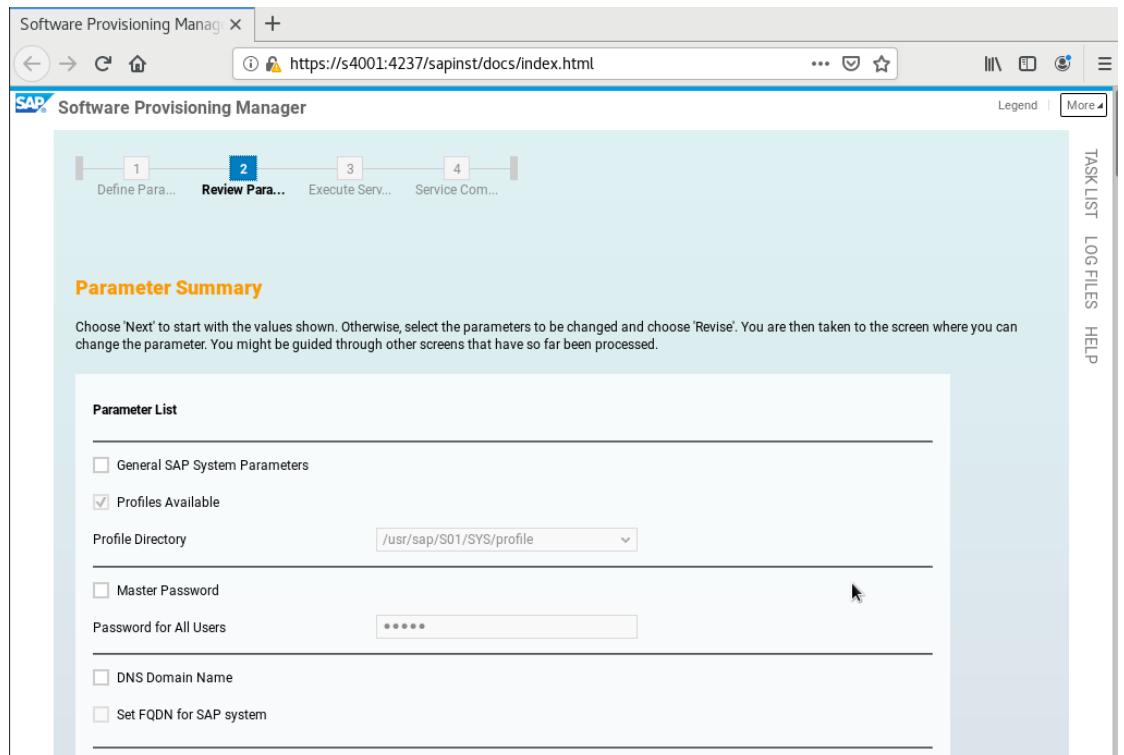 Software Provisioning Manag
https://s4001:4237/sapinst/docs/index.html
SAP Software Provisioning Manager
Legend
More
1
2
3
4
Define Para...
Review Para...
Execute Serv...
Service Com...
TASK LIST
LOG FILES
HELP
Parameter Summary
Choose 'Next' to start with the values shown. Otherwise, select the parameters to be changed and choose 'Revise'. You are then taken to the screen where you can
change the parameter. You might be guided through other screens that have so far been processed.
Parameter List
General SAP System Parameters
Profiles Available
Profile Directory
/usr/sap/S01/SYS/profile
Master Password
Password for All Users
•••••
DNS Domain Name
Set FQDN for SAP system